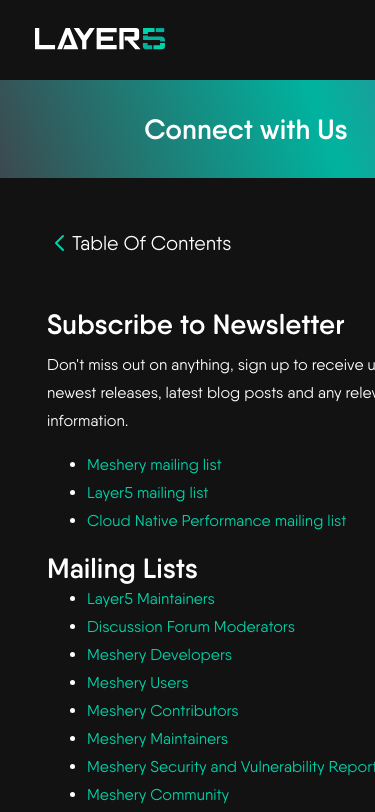 LAYER5
Connect with Us
Table Of Contents
Subscribe to Newsletter
Don't miss out on anything, sign up to receive
newest releases, latest blog posts and any
information.
Meshery mailing list
Layer5 mailing list
Cloud Native Performance mailing list
Mailing Lists
Layer5 Maintainers
Discussion Forum Moderators
Meshery Developers
Meshery Users
Meshery Contributors
Meshery Maintainers
Meshery Security and Vulnerability
Meshery Community